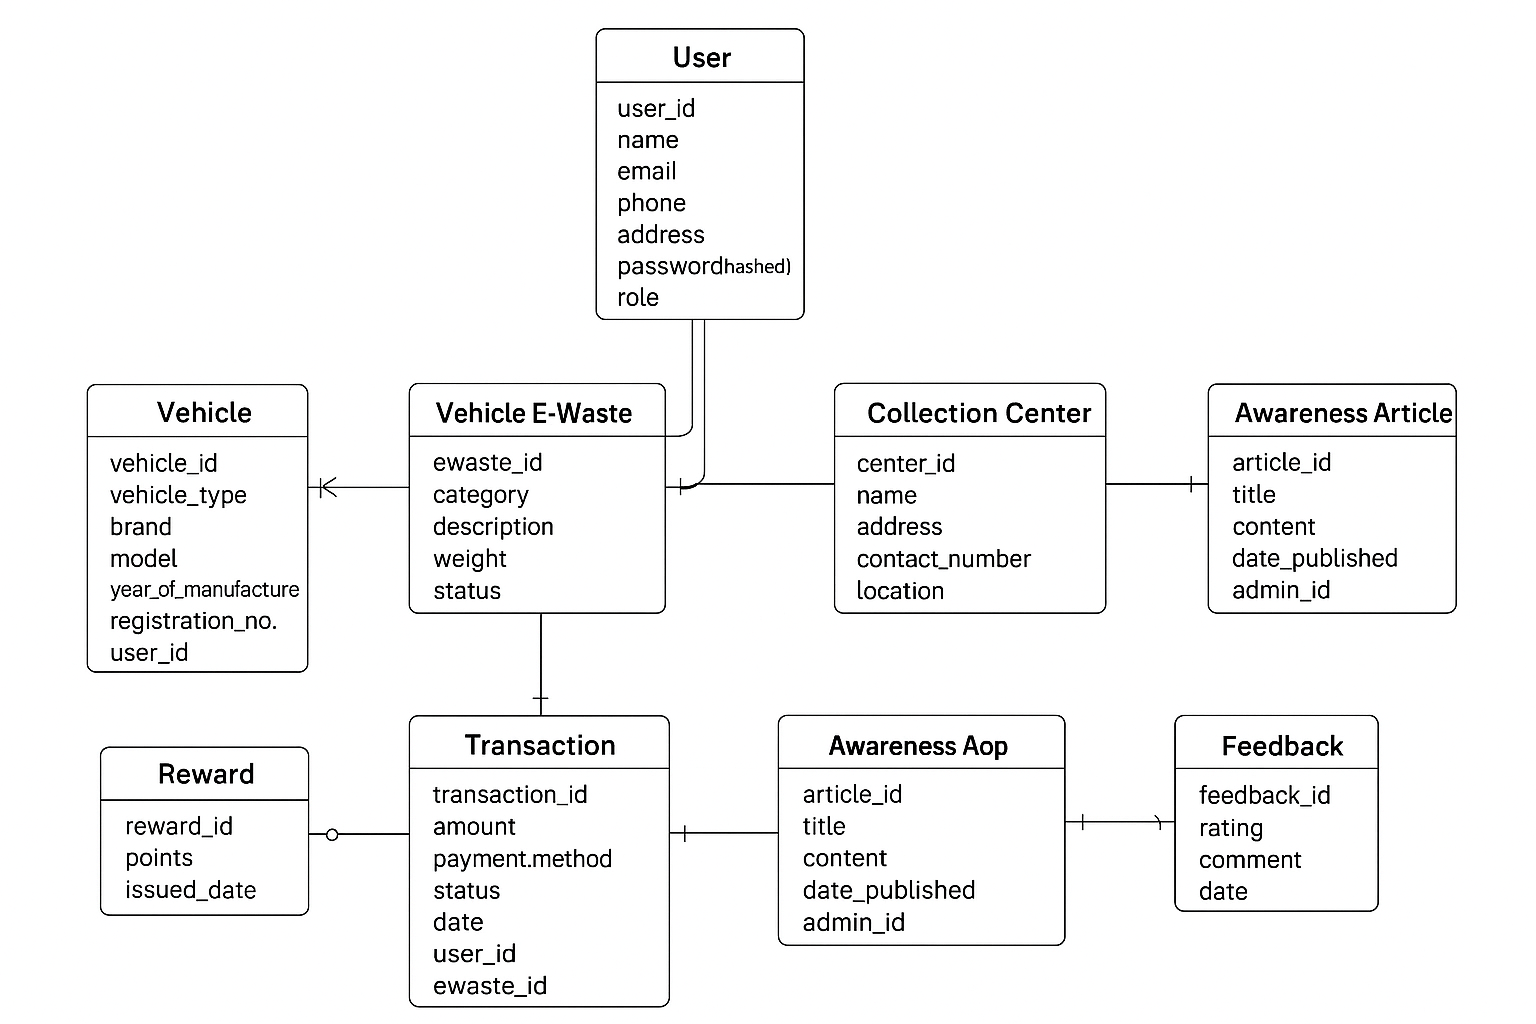 User
user_id
name
email
phone
address
passwordhashed)
role
Vehicle
vehicle_id
vehicle_type
brand
model
year_of_manufacture
registration_no.
user_id
Vehicle E-Waste
ewaste_id
category
description
weight
status
Collection Center
center_id
name
address
contact_number
location
Awareness Article
article_id
title
content
date_published
admin_id
Reward
reward_id
points
issued_date
Transaction
transaction_id
amount
payment.method
status
date
user_id
ewaste_id
Awareness Aop
article_id
title
content
date_published
admin_id
Feedback
feedback_id
rating
comment
date